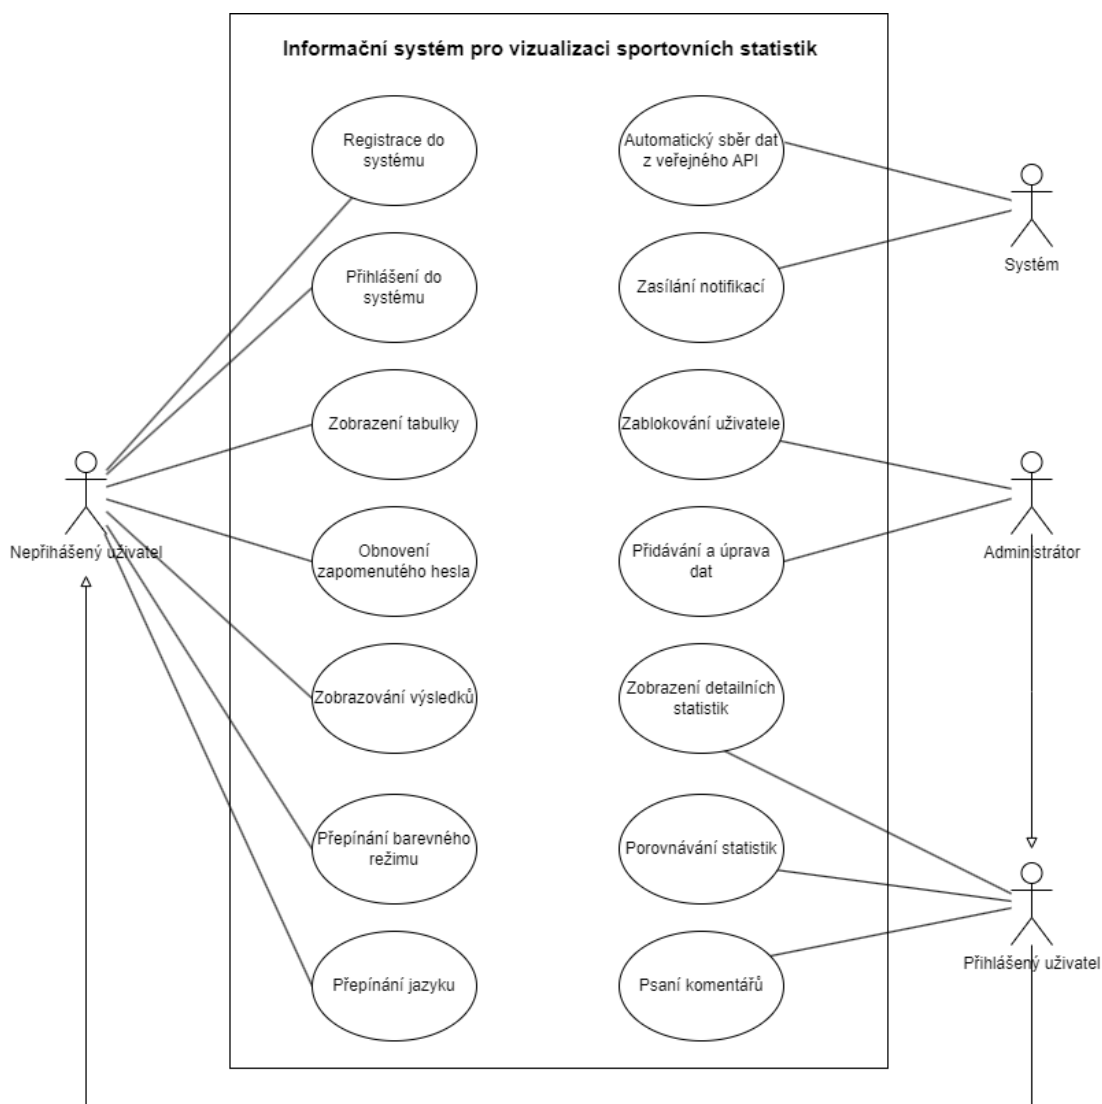 Informační systém pro vizualizaci sportovních statistik
Registrace do
systému
Automatický sběr dat
z veřejného API
Systém
Přihlášení do
systému
Zasílání notifikací
Zobrazení tabulky
Zablokování uživatele
Nepřihášený uživatel
Obnovení
zapomenutého hesla
Přidávání a úprava
dat
Administrátor
Zobrazování výsledků
Zobrazení detailních
statistik
Přepínání barevného
režimu
Porovnávání statistik
Přihlášený uživatel
Přepínání jazyku
Psaní komentářů